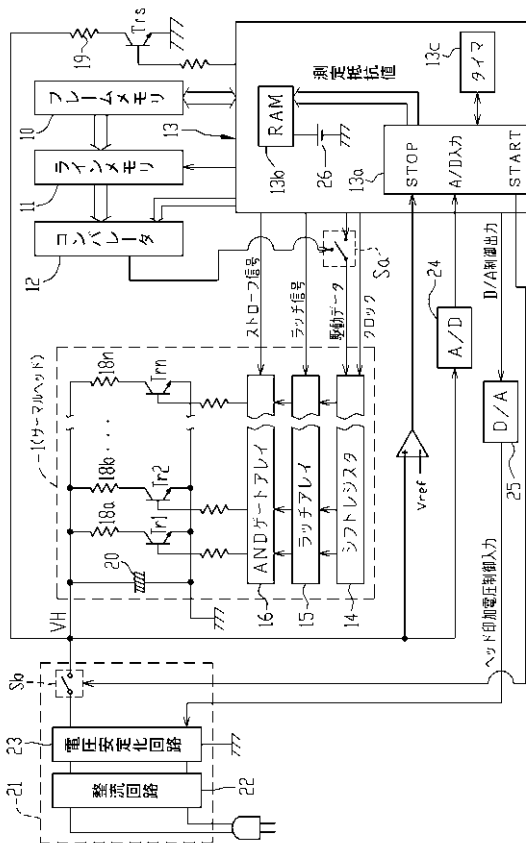 Trs
19
フレームメモリ
10
ラインメモリ
11
コンパレータ
12
13
RAM
13b
26
測定抵抗値
13c
タイマ
13a
STOP
A/D入力
START
Sa
ストローブ信号
ラッチ信号
駆動データ
クロック
24
A/D
D/A制御出力
D/A
25
1(サーマルヘッド)
18n
Trn
18b
Tr2
18a
Tr1
20
VH
ANDゲートアレイ
16
ラッチアレイ
15
シフトレジスタ
14
Vref
ヘッド印加電圧制御入力
Sb
21
23
電圧安定化回路
整流回路
22